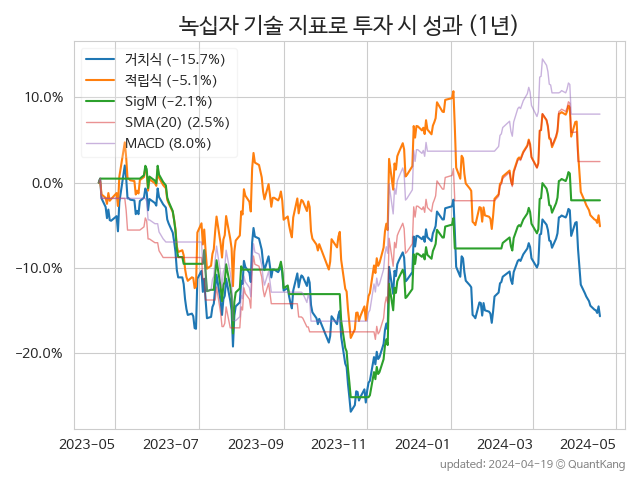 녹십자 기술 지표로 투자 시 성과 (1년)
거치식 (−15.7%)
적립식 (−5.1%)
SigM (−2.1%)
SMA(20) (2.5%)
MACD (8.0%)
10.0%
0.0%
−10.0%
−20.0%
2023-05 2023-07 2023-09 2023-11 2024-01 2024-03 2024-05
updated: 2024-04-19 © QuantKang